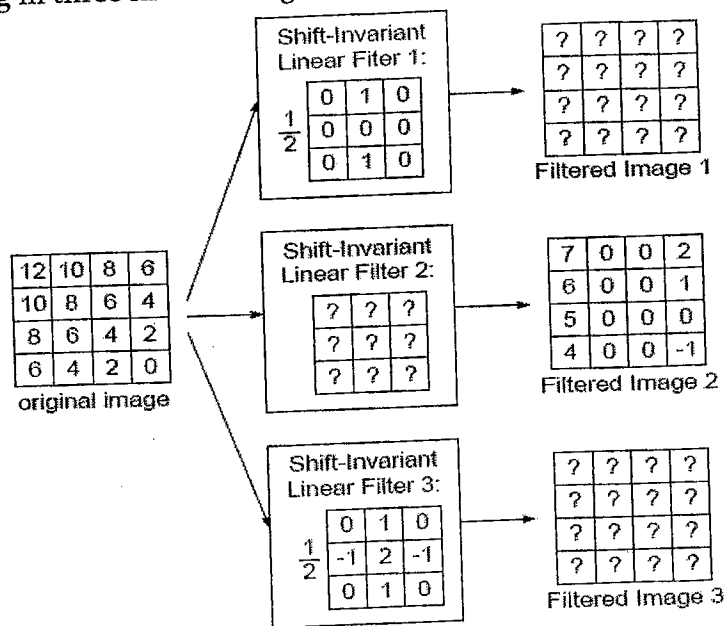 g in three
Shift-Invariant
Linear Fiter 1:
1
2
0 1 0
0 0 0
0 1 0
? ? ? ?
? ? ? ?
? ? ? ?
? ? ? ?
Filtered Image 1
12 10 8 6
10 8 6 4
8 6 4 2
6 4 2 0
original image
Shift-Invariant
Linear Filter 2:
? ? ?
? ? ?
? ? ?
7 0 0 2
6 0 0 1
5 0 0 0
4 0 0 -1
Filtered Image 2
Shift-Invariant
Linear Filter 3:
1
2
0 1 0
-1 2 -1
0 1 0
? ? ? ?
? ? ? ?
? ? ? ?
? ? ? ?
Filtered Image 3